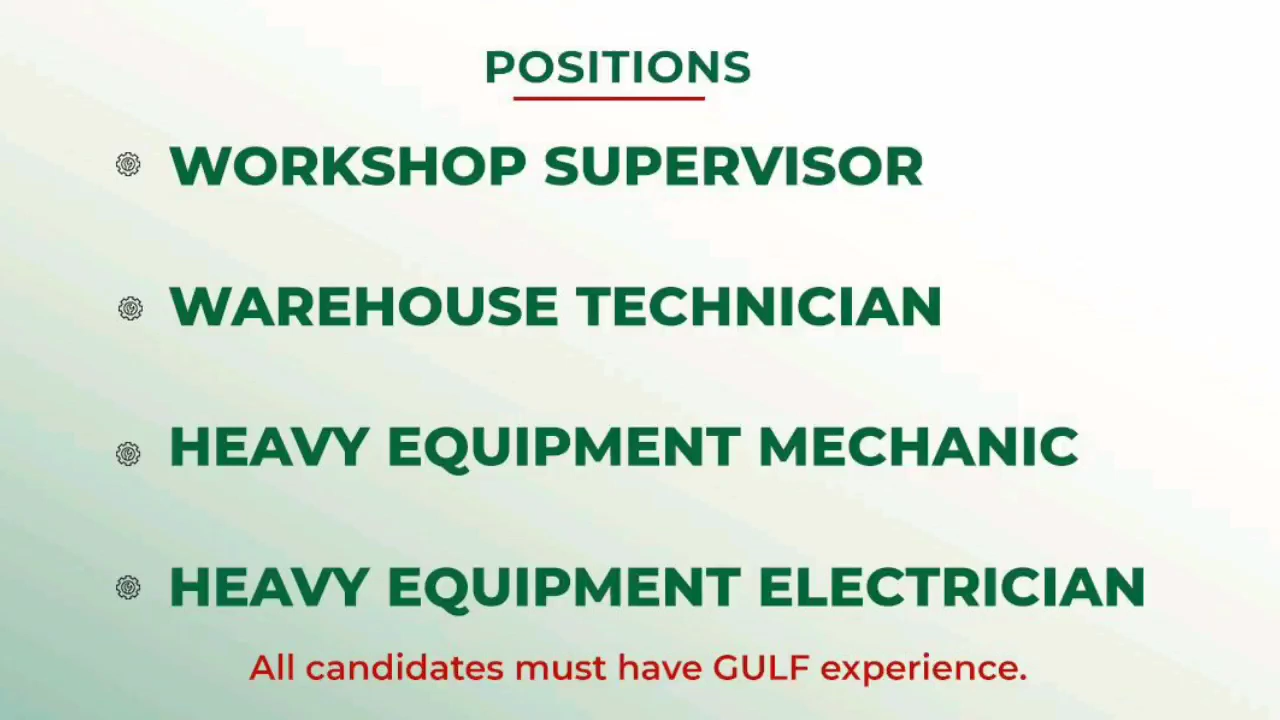 POSITIONS
WORKSHOP SUPERVISOR
WAREHOUSE TECHNICIAN
HEAVY EQUIPMENT MECHANIC
HEAVY EQUIPMENT ELECTRICIAN
All candidates must have GULF experience.